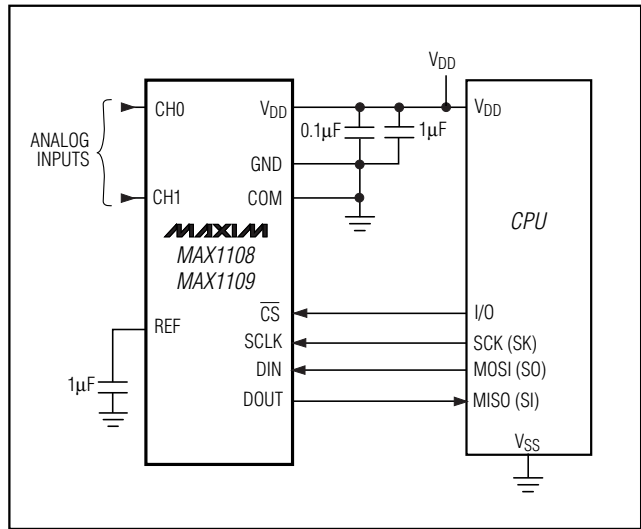 VDD
CH0
VDD
VDD
0.1µF
1µF
ANALOG
INPUTS
GND
CH1
COM
CPU
MAXIM
MAX1108
MAX1109
CS
I/O
REF
SCLK
SCK (SK)
DIN
MOSI (SO)
1µF
DOUT
MISO (SI)
VSS